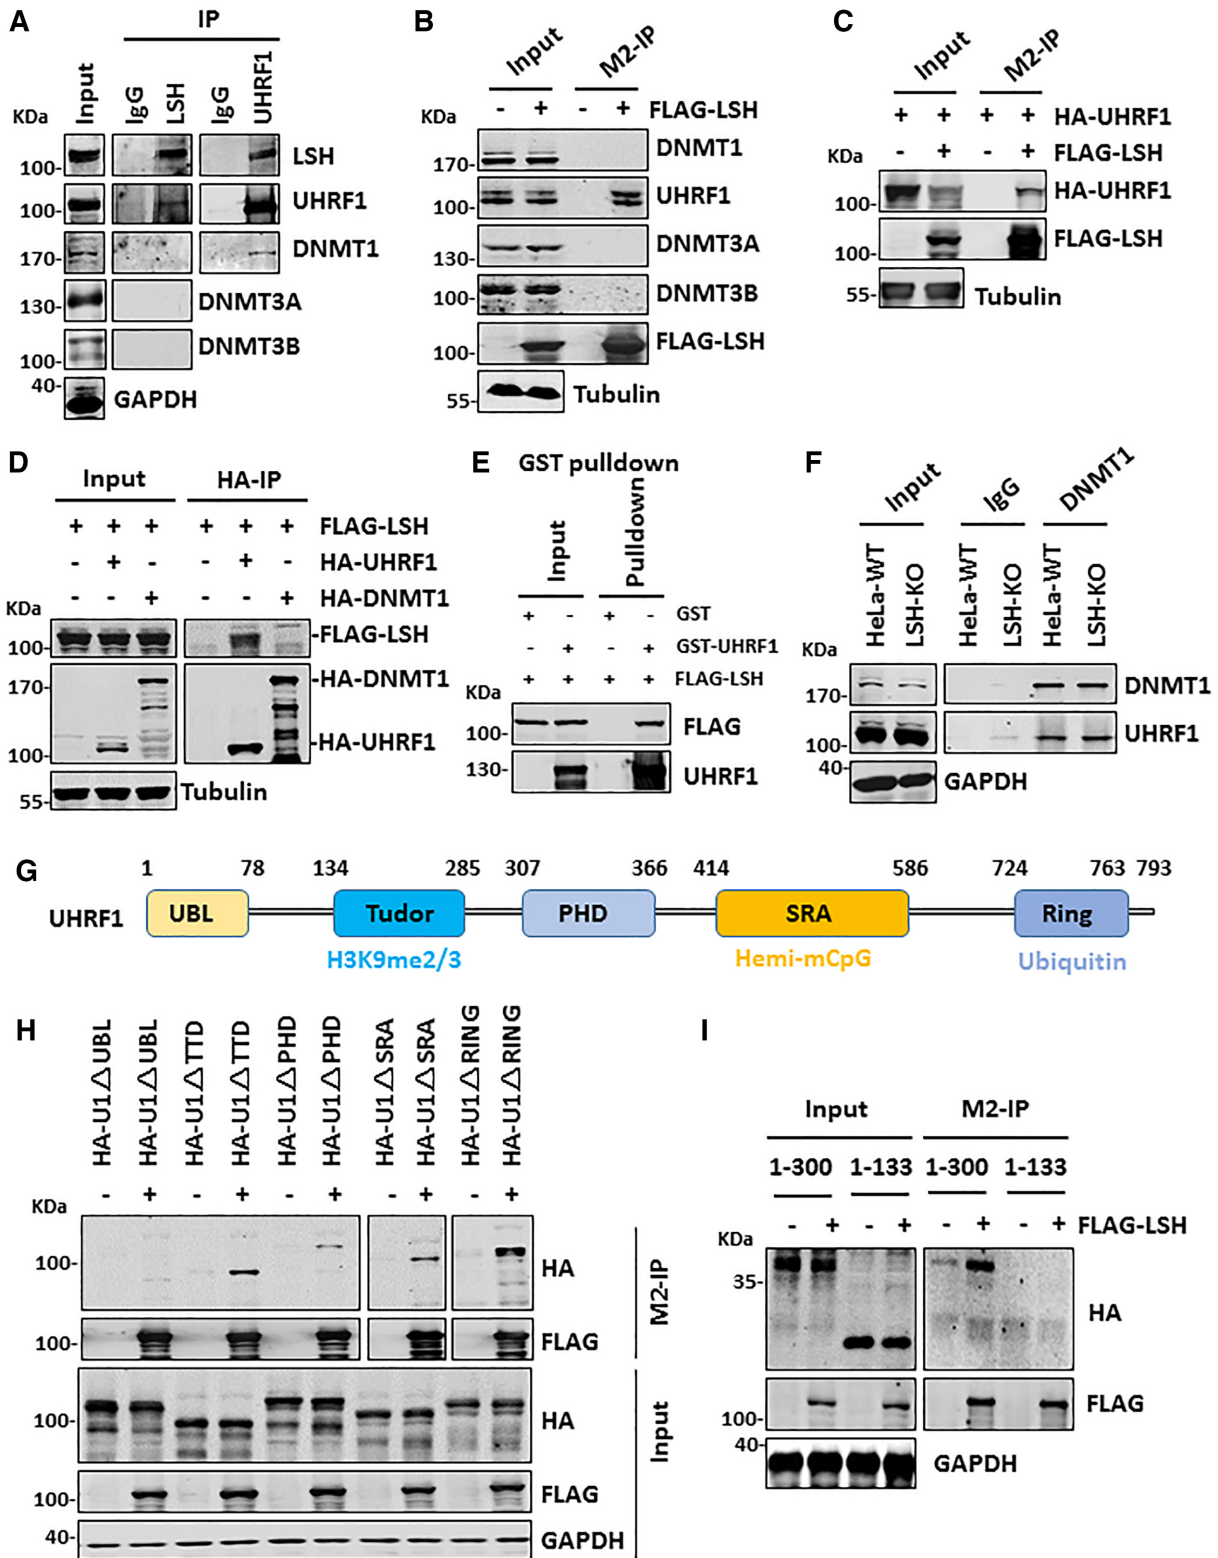 A
IP
KDa
Input
IgG
LSH
IgG
UHRF1
100-
LSH
100-
UHRF1
170-
DNMT1
130-
DNMT3A
100-
DNMT3B
40-
GAPDH
B
Input
M2-IP
KDa
- + - + FLAG-LSH
170-
DNMT1
100-
UHRF1
130-
DNMT3A
100-
DNMT3B
100-
FLAG-LSH
55-
Tubulin
C
Input
M2-IP
+ + + + HA-UHRF1
KDa
- + - + FLAG-LSH
100-
HA-UHRF1
100-
FLAG-LSH
55-
Tubulin
D
Input
HA-IP
+ + + + + + FLAG-LSH
- + - - + - HA-UHRF1
- - + - - + HA-DNMT1
KDa
100-
-FLAG-LSH
170-
-HA-DNMT1
100-
-HA-UHRF1
55-
Tubulin
E
GST pulldown
Input
Pulldown
+ - + - GST
- + - + GST-UHRF1
+ + + + FLAG-LSH
KDa
100-
FLAG
130-
UHRF1
F
Input
IgG
DNMT1
HeLa-WT
LSH-KO
HeLa-WT
LSH-KO
HeLa-WT
LSH-KO
KDa
170-
DNMT1
100-
UHRF1
40-
GAPDH
G
1 78 134 285 307 366 414 586 724 763 793
UHRF1
UBL
Tudor
PHD
SRA
Ring
H3K9me2/3
Hemi-mCpG
Ubiquitin
H
HA-U1△UBL
HA-U1△UBL
HA-U1△TTD
HA-U1△TTD
HA-U1△PHD
HA-U1△PHD
HA-U1△SRA
HA-U1△SRA
HA-U1△RING
HA-U1△RING
- + - + - + - + - +
KDa
100-
HA
100-
FLAG
M2-IP
100-
HA
100-
FLAG
40-
GAPDH
Input
I
Input
M2-IP
1-300 1-133 1-300 1-133
- + - + - + - + FLAG-LSH
KDa
35-
HA
100-
FLAG
40-
GAPDH